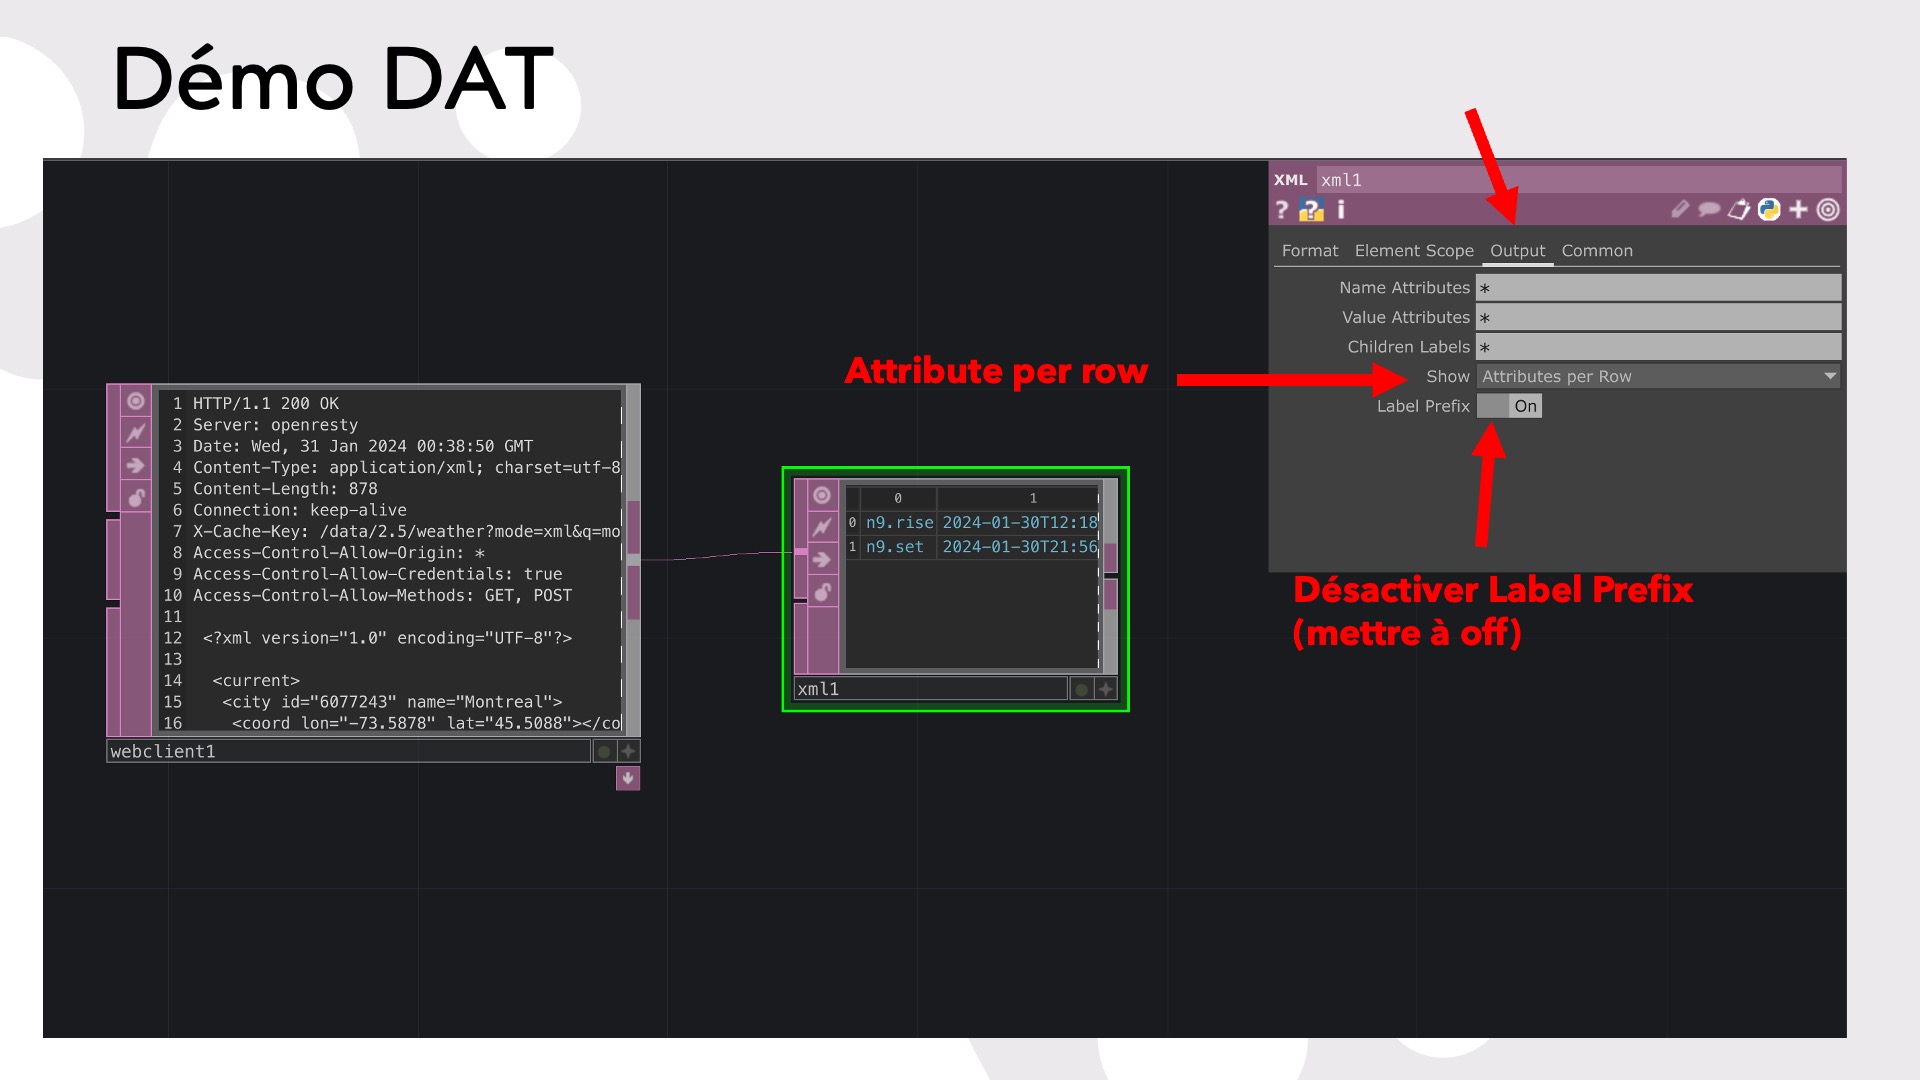 Démo DAT
XML xml1
? ? i
Format Element Scope Output Common
Name Attributes *
Value Attributes *
Children Labels *
Show Attributes per Row
Label Prefix On
Attribute per row
Désactiver Label Prefix
(mettre à off)
1 HTTP/1.1 200 OK
2 Server: openresty
3 Date: Wed, 31 Jan 2024 00:38:50 GMT
4 Content-Type: application/xml; charset=utf-8
5 Content-Length: 878
6 Connection: keep-alive
7 X-Cache-Key: /data/2.5/weather?mode=xml&q=mo
8 Access-Control-Allow-Origin: *
9 Access-Control-Allow-Credentials: true
10 Access-Control-Allow-Methods: GET, POST
11
12 <?xml version="1.0" encoding="UTF-8"?>
13
14 <current>
15 <city id="6077243" name="Montreal">
16 <coord lon="-73.5878" lat="45.5088"></co
webclient1
0 1
0 n9.rise 2024-01-30T12:18
1 n9.set 2024-01-30T21:56
xml1